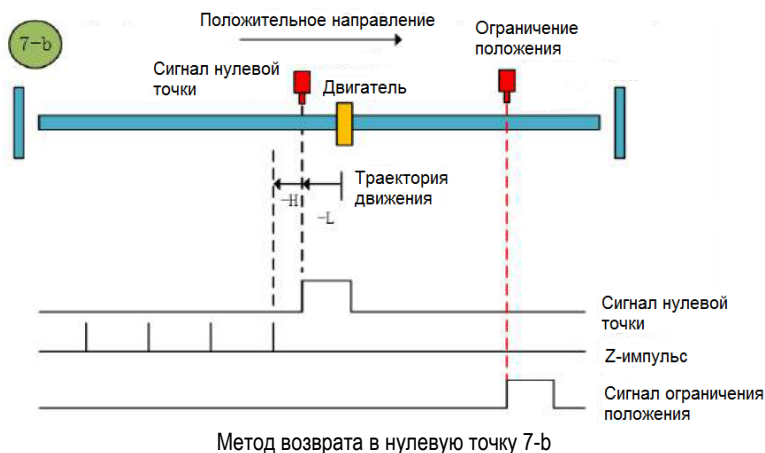 7-b
Положительное направление
Ограничение
положения
Сигнал нулевой
точки
Двигатель
Траектория
движения
-H
-L
Сигнал нулевой
точки
Z-импульс
Сигнал ограничения
положения
Метод возврата в нулевую точку 7-b